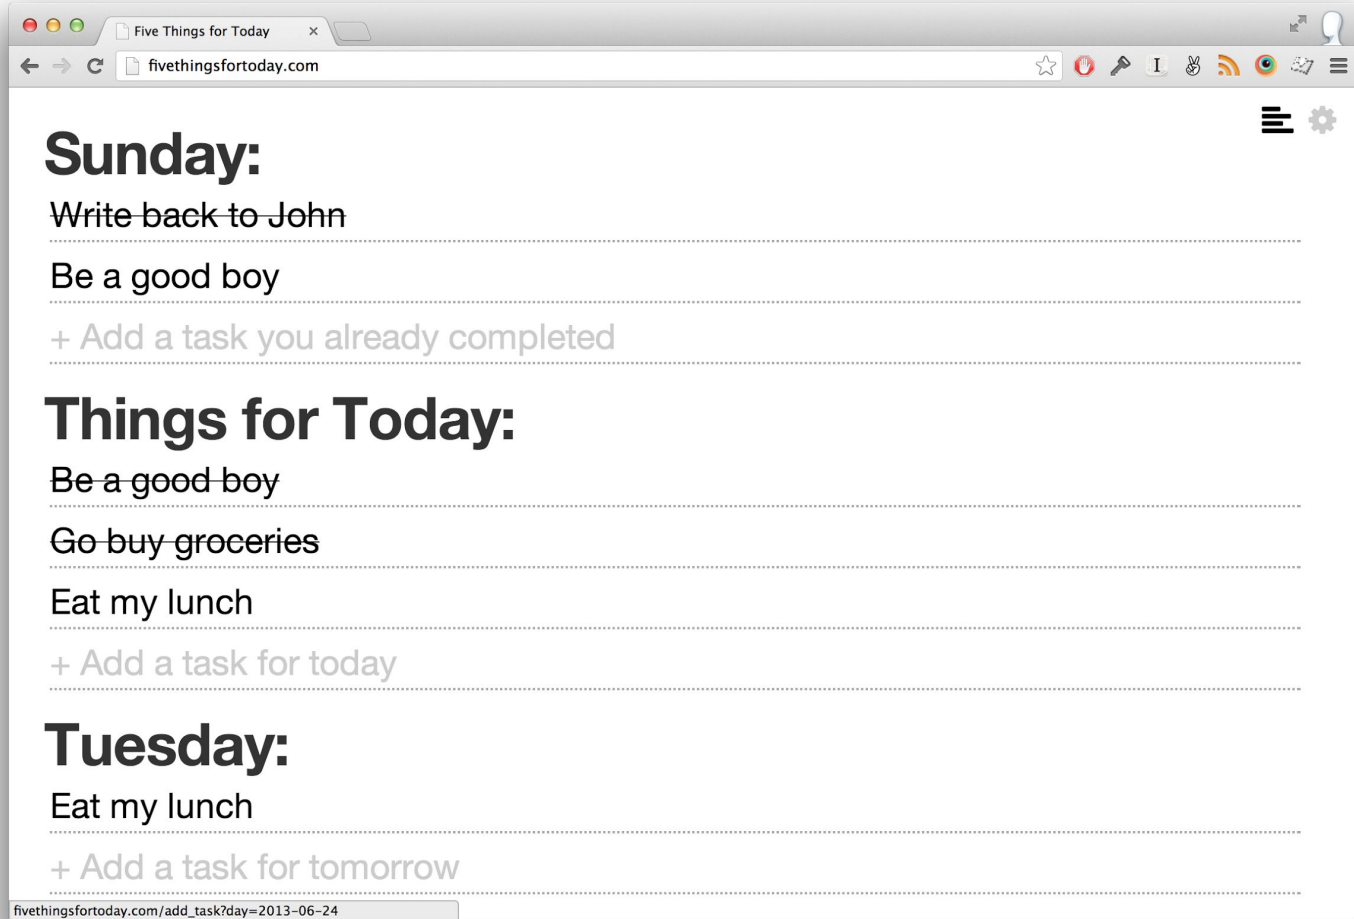 Five Things for Today
fivethingsfortoday.com
Sunday:
Write back to John
Be a good boy
+ Add a task you already completed
Things for Today:
Be a good boy
Go buy groceries
Eat my lunch
+ Add a task for today
Tuesday:
Eat my lunch
+ Add a task for tomorrow
fivethingsfortoday.com/add_task?day=2013-06-24